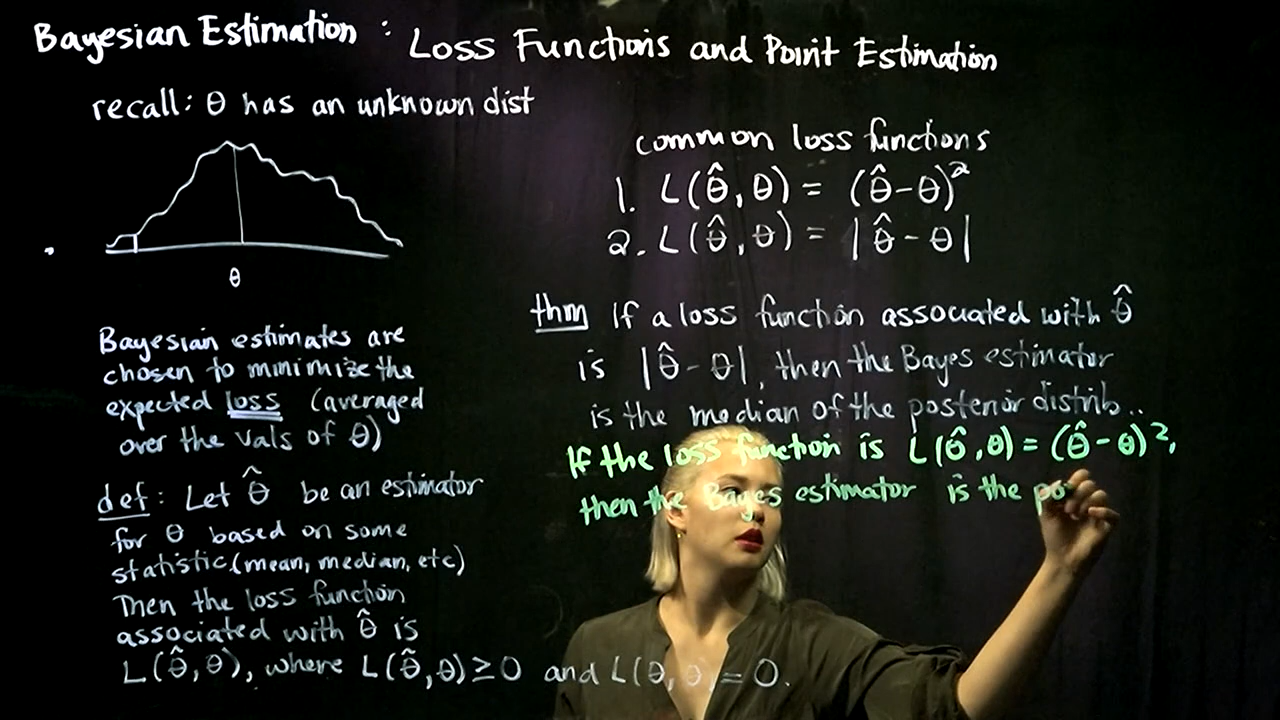 Bayesian Estimation : Loss Functions and Point Estimation
recall: θ has an unknown dist
θ
Bayesian estimates are
chosen to minimize the
expected loss (averaged
over the vals of θ)
def: Let θ̂ be an estimator
for θ based on some
statistic (mean, median, etc)
Then the loss function
associated with θ̂ is
L(θ̂, θ), where L(θ̂, θ) ≥ 0 and L(θ, θ) = 0.
common loss functions
1. L(θ̂, θ) = (θ̂ - θ)²
2. L(θ̂, θ) = |θ̂ - θ|
thm If a loss function associated with θ̂
is |θ̂ - θ|, then the Bayes estimator
is the median of the posterior distrib..
If the loss function is L(θ̂, θ) = (θ̂ - θ)²,
then the Bayes estimator is the po